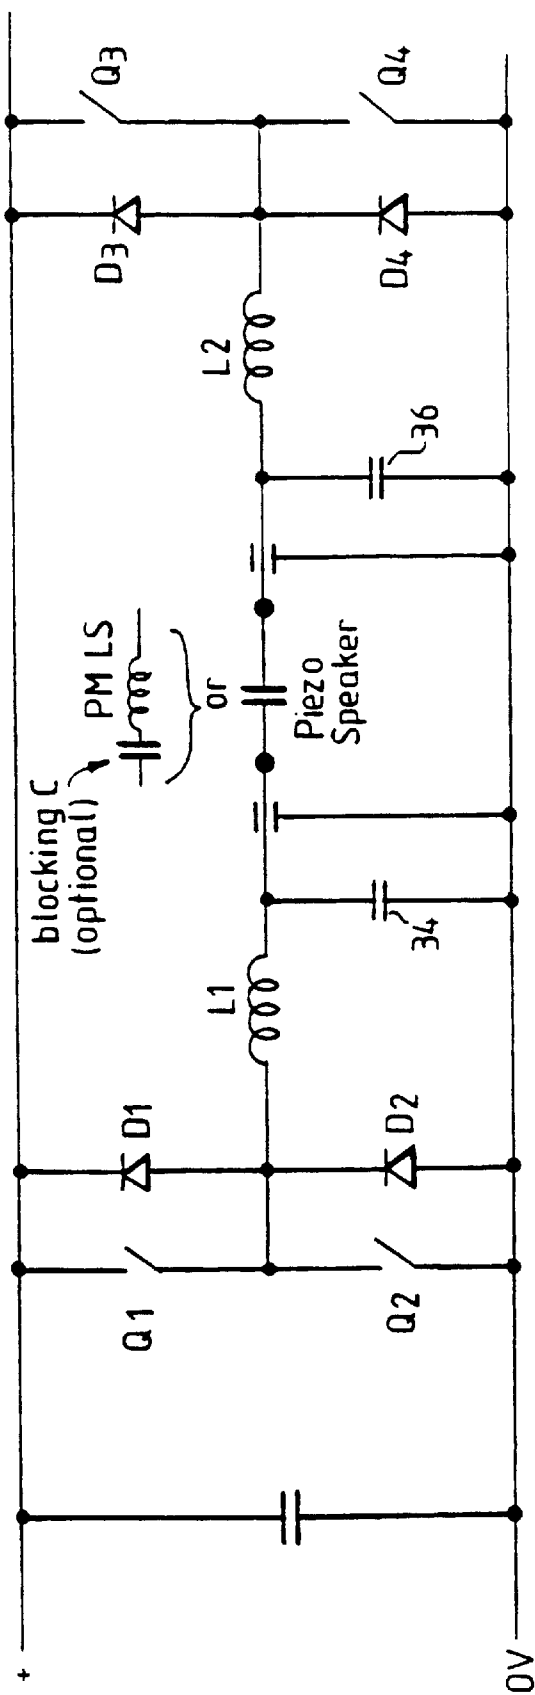 +
0V
Q1
Q2
D1
D2
L1
34
blocking C
(optional)
PM LS
or
Piezo
Speaker
36
L2
D3
D4
Q3
Q4